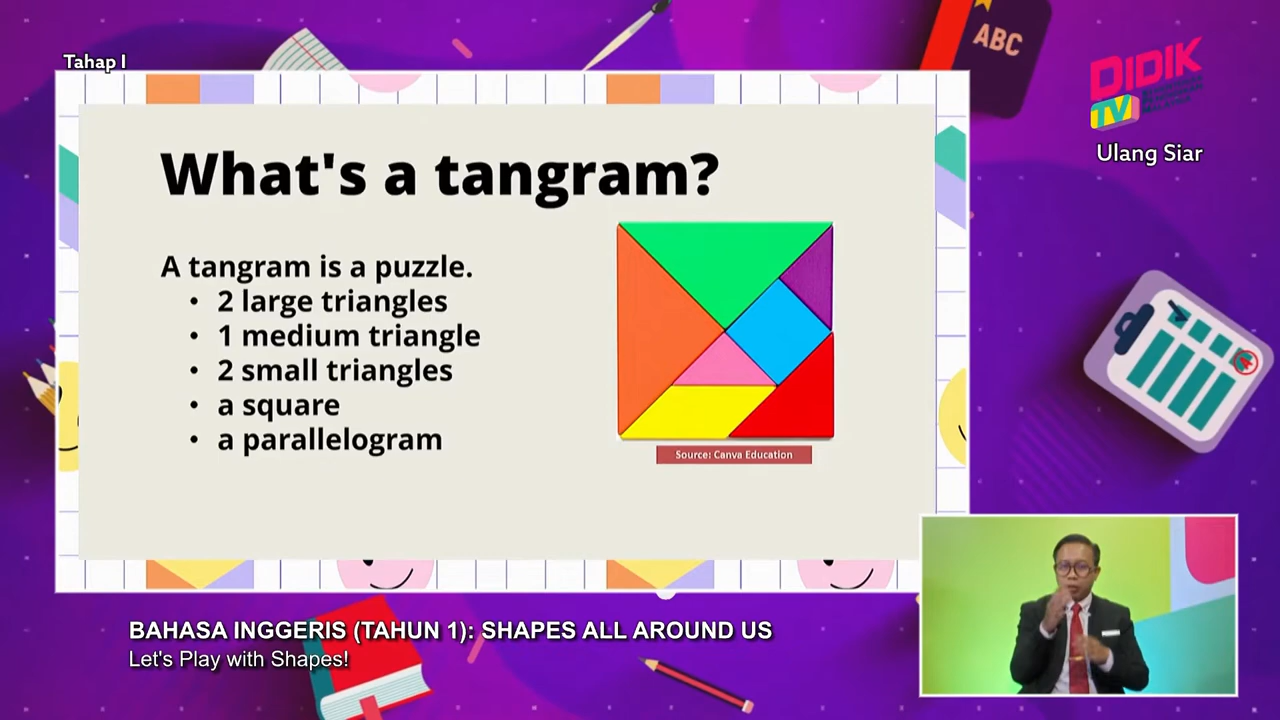 Tahap I
ABC
DIDIK
TV
Ulang Siar
What's a tangram?
A tangram is a puzzle.
• 2 large triangles
• 1 medium triangle
• 2 small triangles
• a square
• a parallelogram
Source: Canva Education
BAHASA INGGERIS (TAHUN 1): SHAPES ALL AROUND US
Let's Play with Shapes!